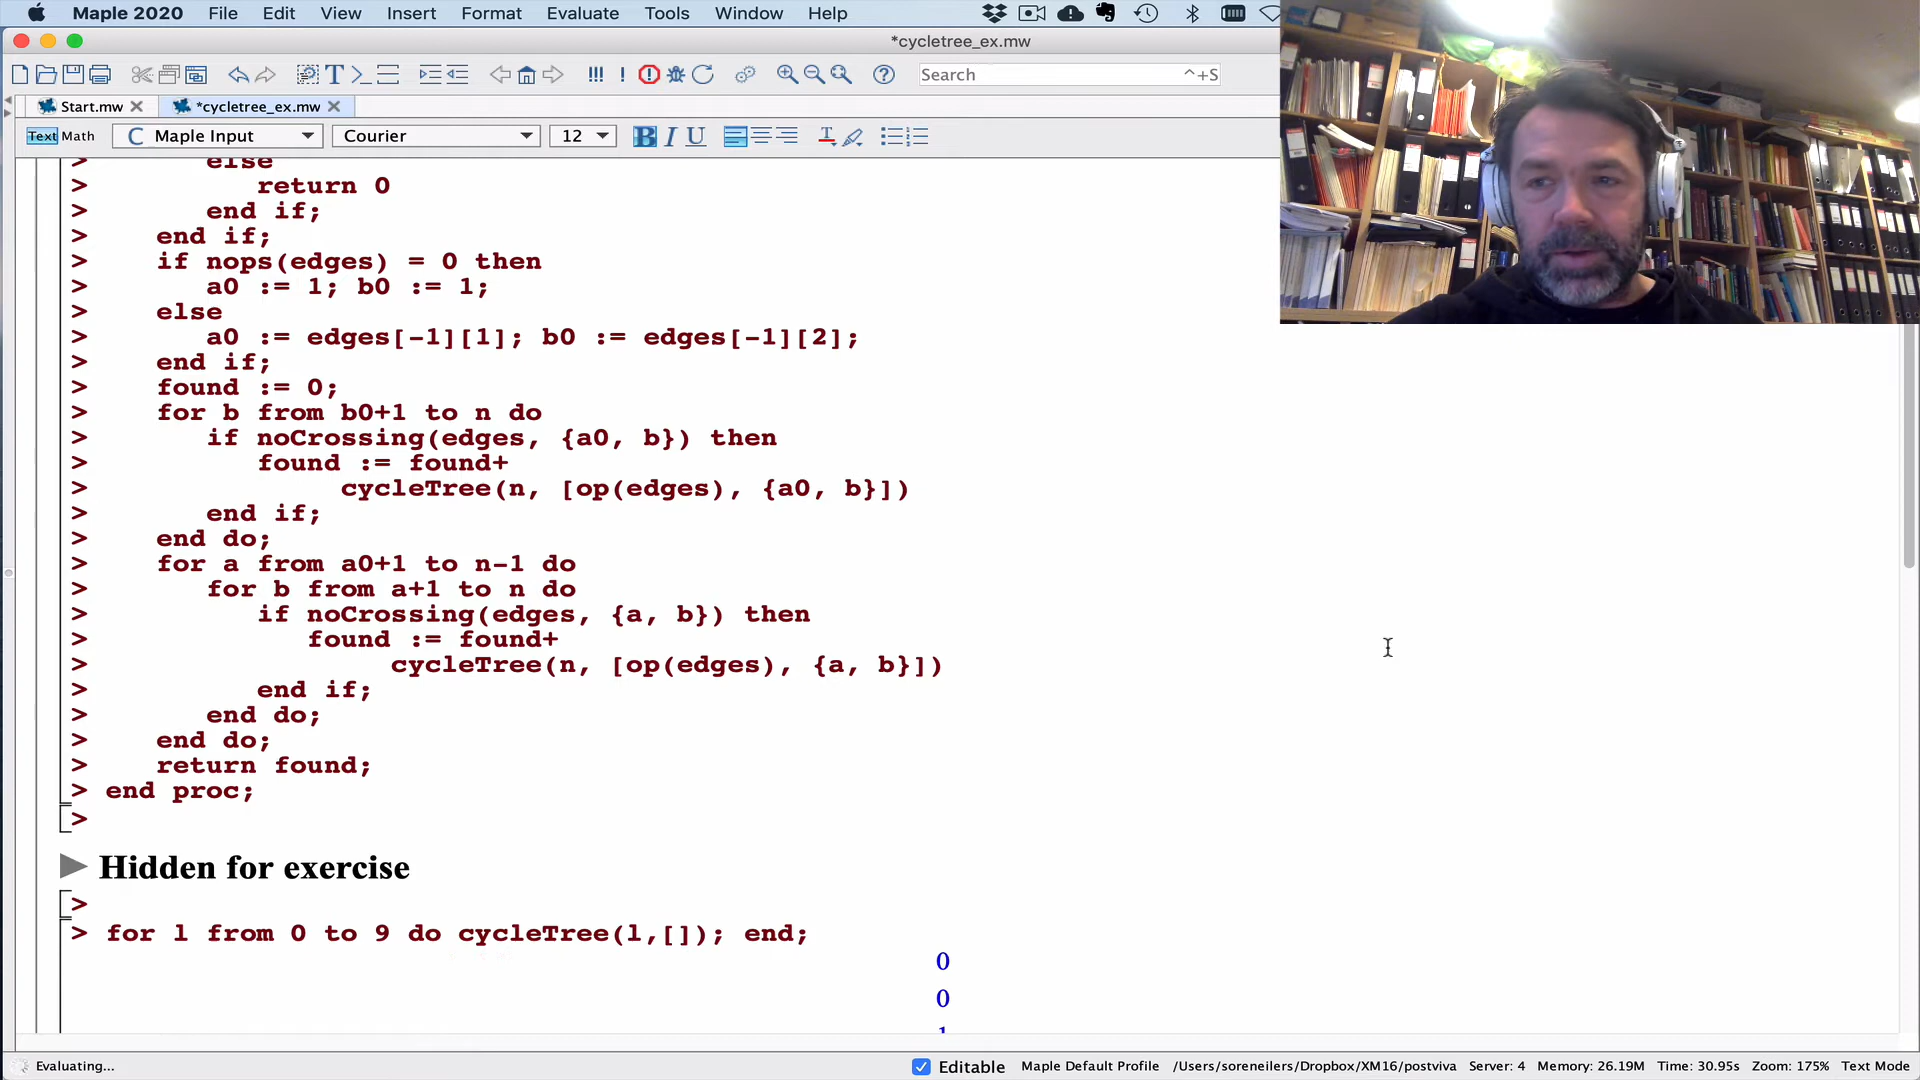 Maple 2020 File Edit View Insert Format Evaluate Tools Window Help
*cycletree_ex.mw
Search ^+S
Start.mw *cycletree_ex.mw
Text Math C Maple Input Courier 12 B I U
> else
> return 0
> end if;
> end if;
> if nops(edges) = 0 then
> a0 := 1; b0 := 1;
> else
> a0 := edges[-1][1]; b0 := edges[-1][2];
> end if;
> found := 0;
> for b from b0+1 to n do
> if noCrossing(edges, {a0, b}) then
> found := found+
> cycleTree(n, [op(edges), {a0, b}])
> end if;
> end do;
> for a from a0+1 to n-1 do
> for b from a+1 to n do
> if noCrossing(edges, {a, b}) then
> found := found+
> cycleTree(n, [op(edges), {a, b}])
> end if;
> end do;
> end do;
> return found;
> end proc;
>
Hidden for exercise
>
> for l from 0 to 9 do cycleTree(l,[]); end;
0
0
1
Evaluating... Editable Maple Default Profile /Users/soreneilers/Dropbox/XM16/postviva Server: 4 Memory: 26.19M Time: 30.95s Zoom: 175% Text Mode